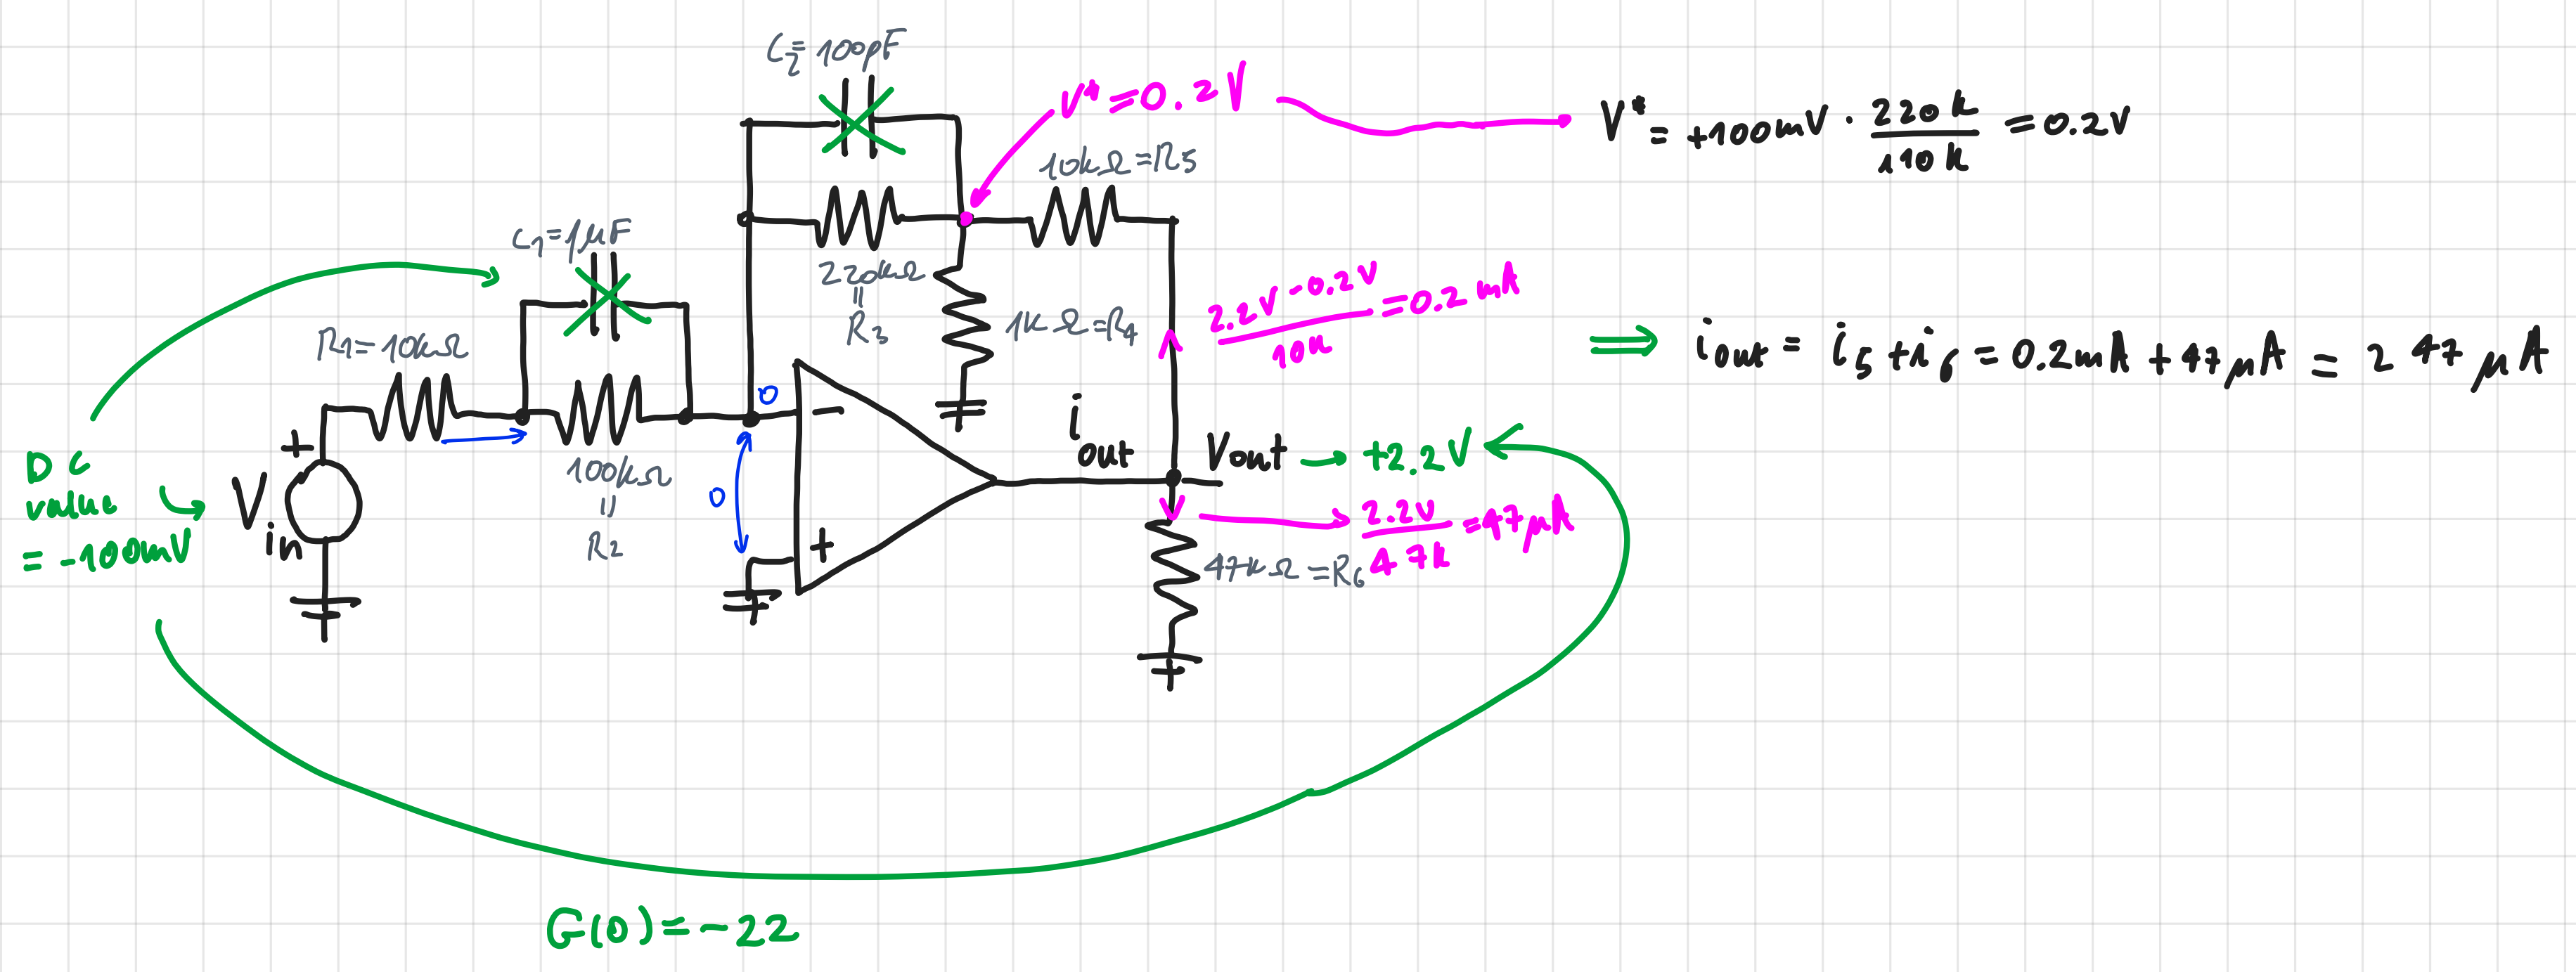 C₂ = 100pF
V* = 0.2V
V* = +100mV · 220k / 110k = 0.2V
10kΩ = R5
C₁ = 1µF
220kΩ
=
R3
1kΩ = R4
2.2V - 0.2V / 10k = 0.2mA
⇒ iout = i5 + i6 = 0.2mA + 47µA = 247µA
R1 = 10kΩ
0
+
-
iout
Vout → +2.2V
DC
value
= -100mV
Vin
100kΩ
=
R2
0
+
2.2V / 47k = 47µA
47kΩ = R6
G(0) = -22